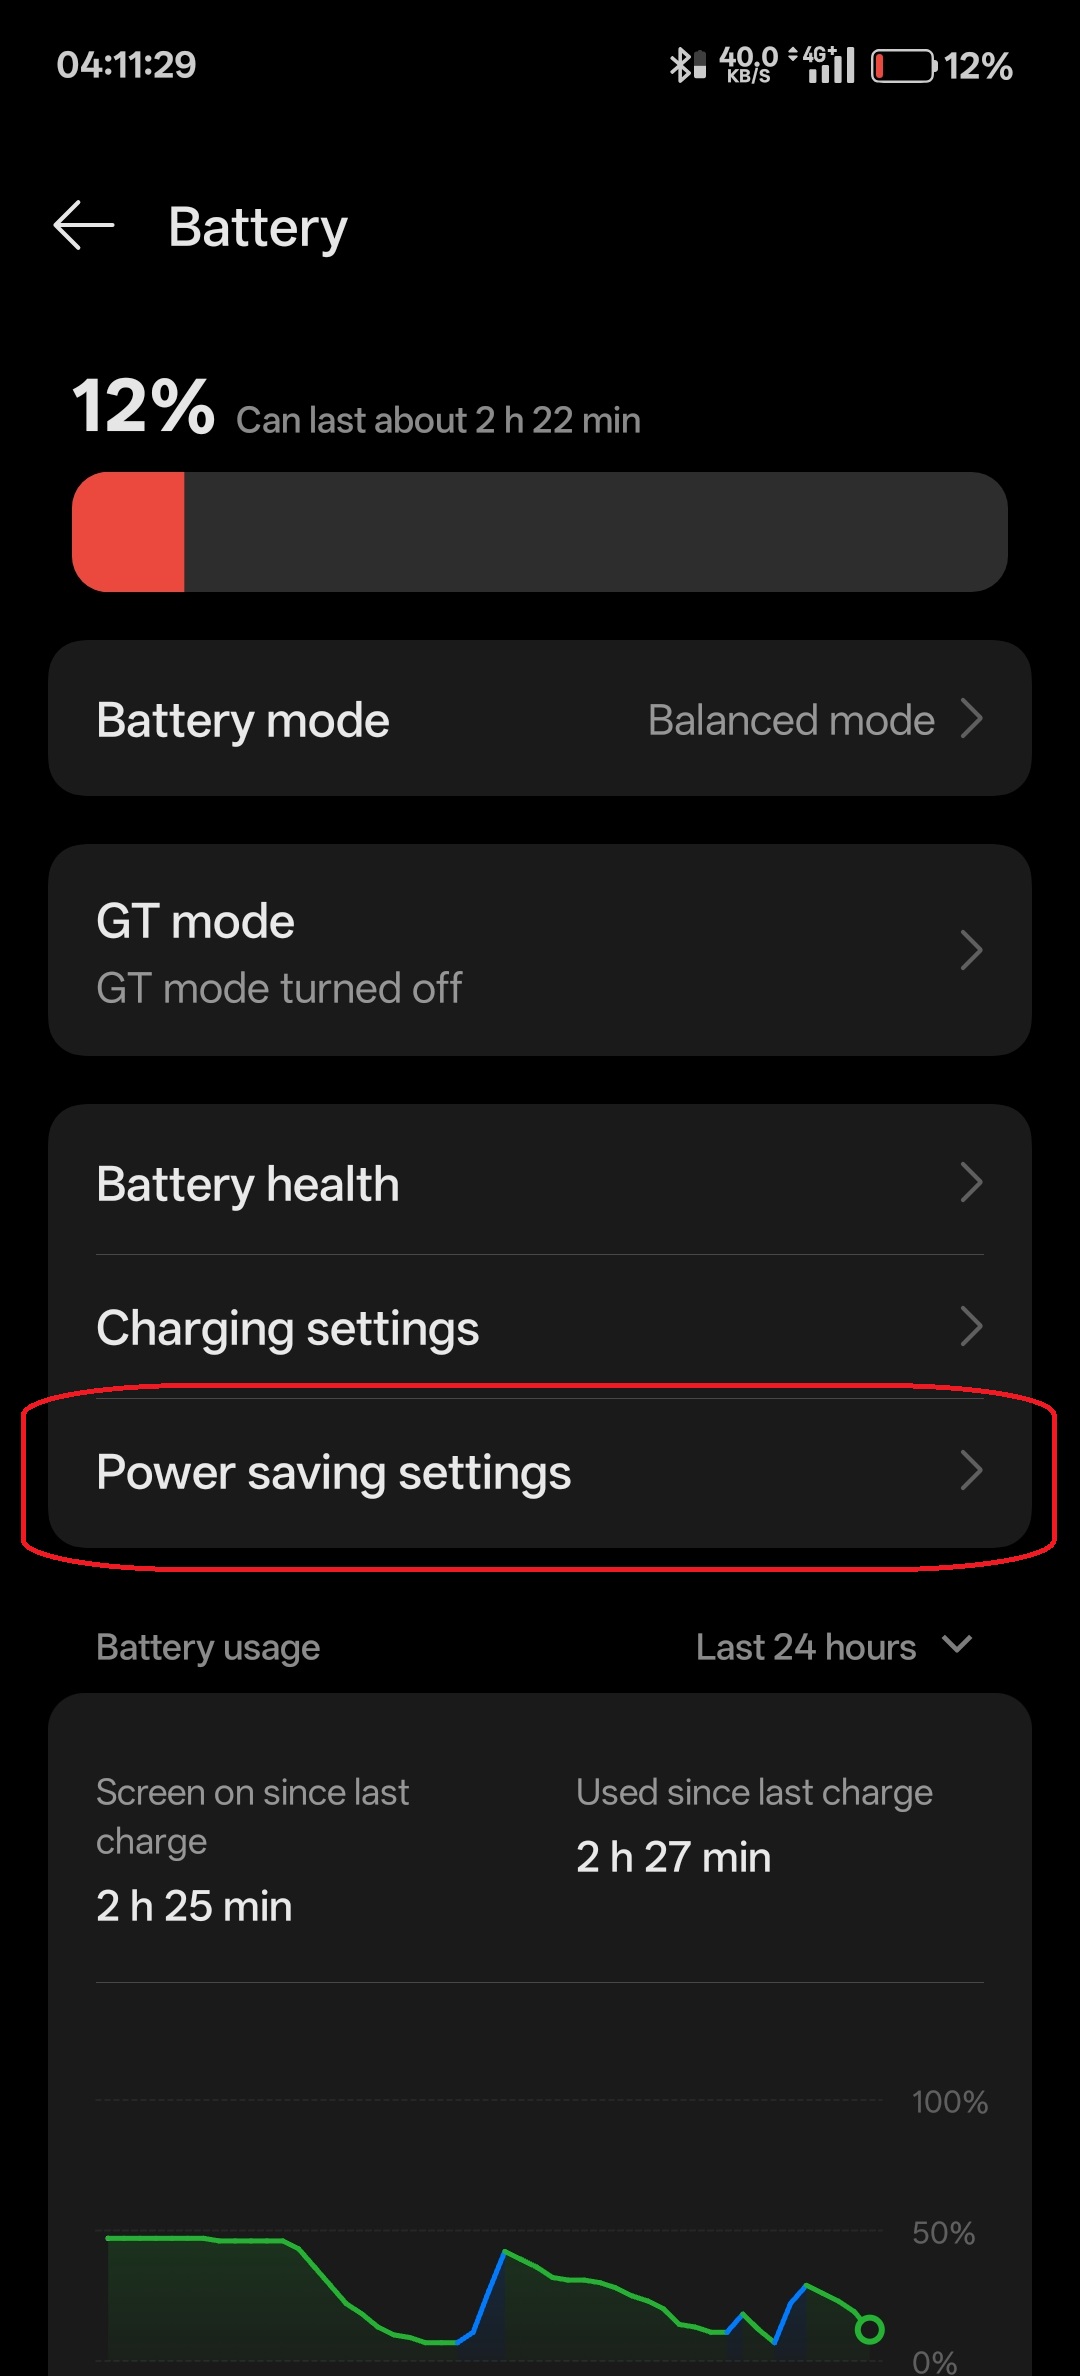 04:11:29
40.0 KB/S 4G+ 12%
Battery
12% Can last about 2 h 22 min
Battery mode Balanced mode
GT mode
GT mode turned off
Battery health
Charging settings
Power saving settings
Battery usage Last 24 hours
Screen on since last
charge
2 h 25 min
Used since last charge
2 h 27 min
100%
50%
0%